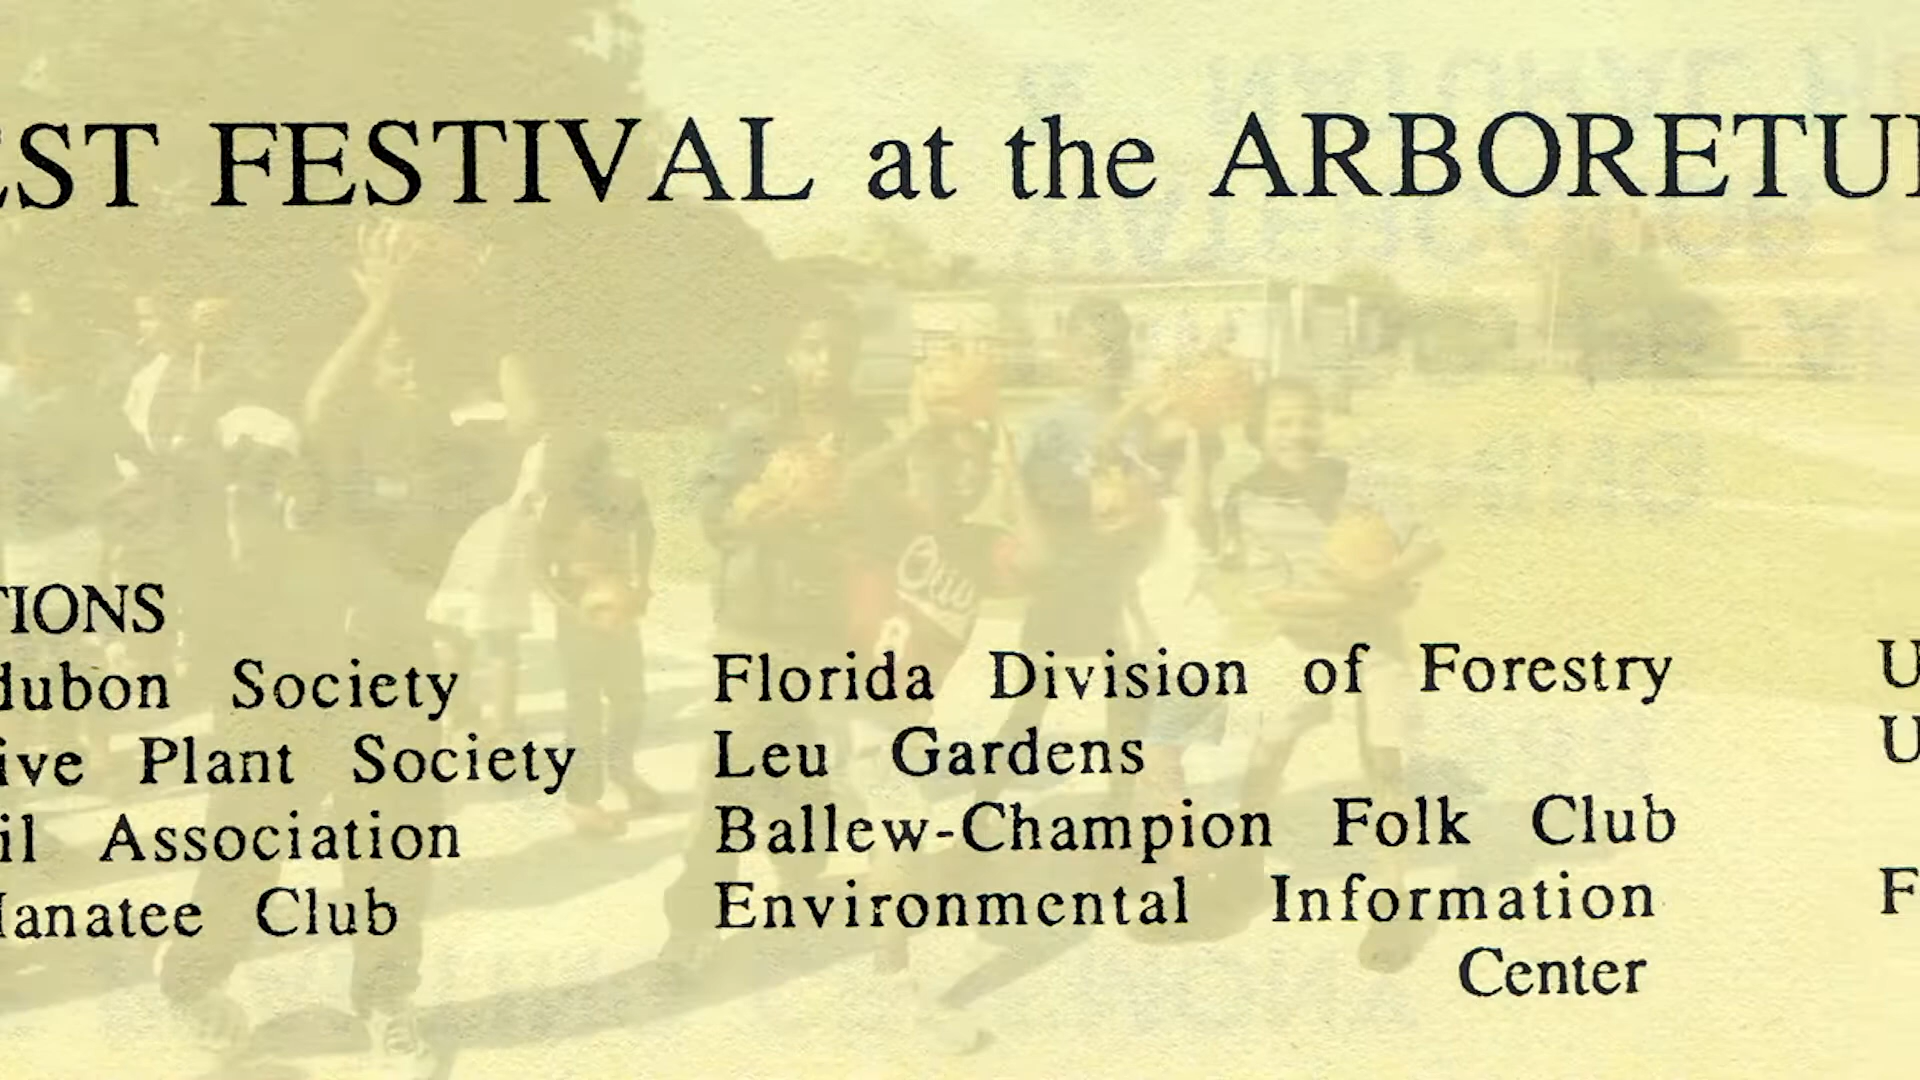 EST FESTIVAL at the ARBORETU
TIONS
dubon Society
ive Plant Society
il Association
anatee Club
Florida Division of Forestry
Leu Gardens
Ballew-Champion Folk Club
Environmental Information
Center
U
U
F